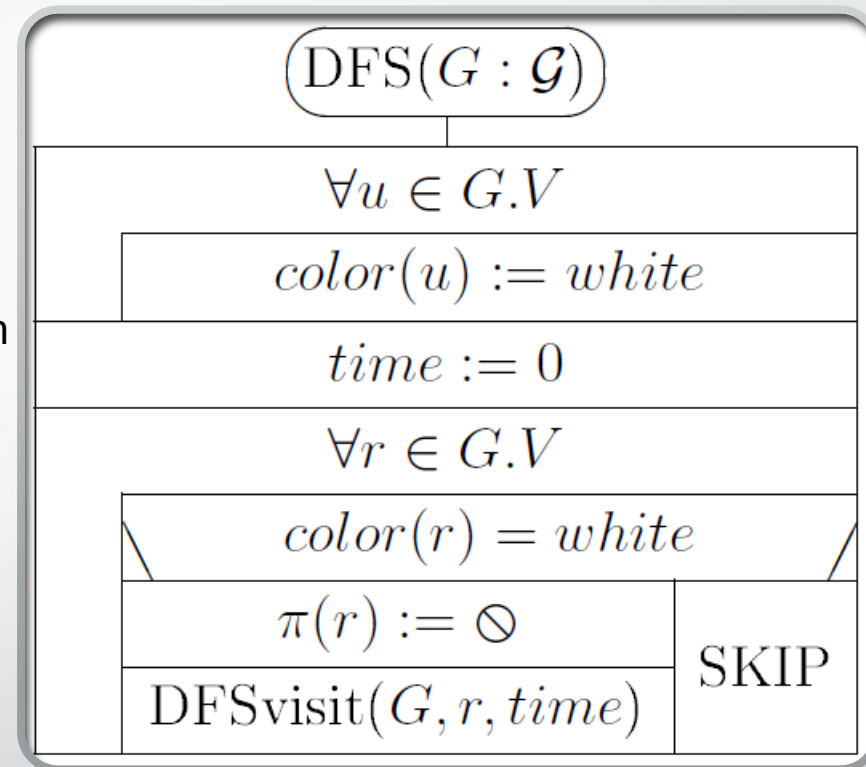 DFS(G : 𝓖)
∀u ∈ G.V
color(u) := white
n
time := 0
∀r ∈ G.V
color(r) = white
π(r) := ⦸
SKIP
DFSvisit(G, r, time)